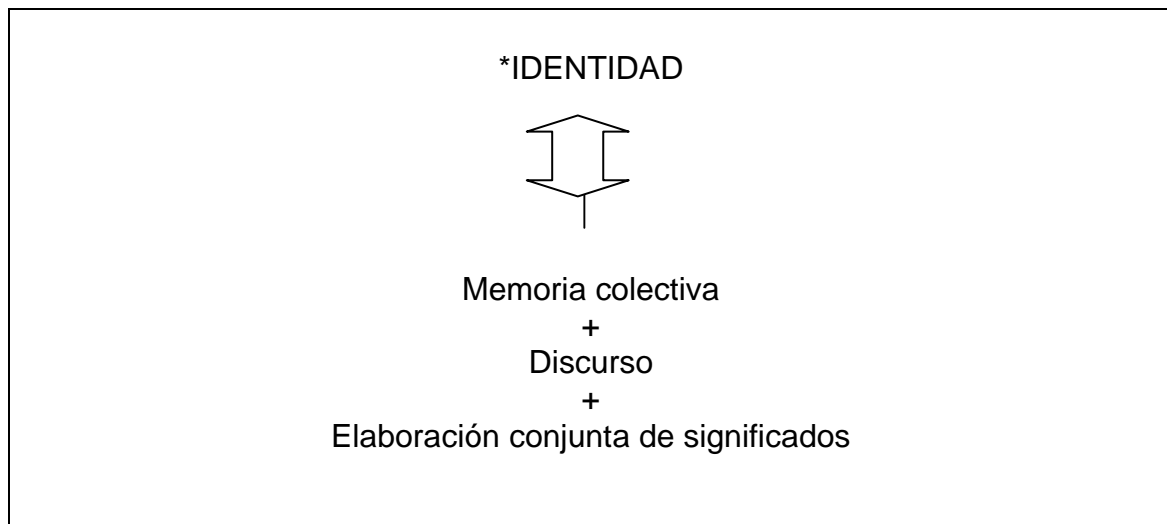 *IDENTIDAD
Memoria colectiva
+
Discurso
+
Elaboración conjunta de significados